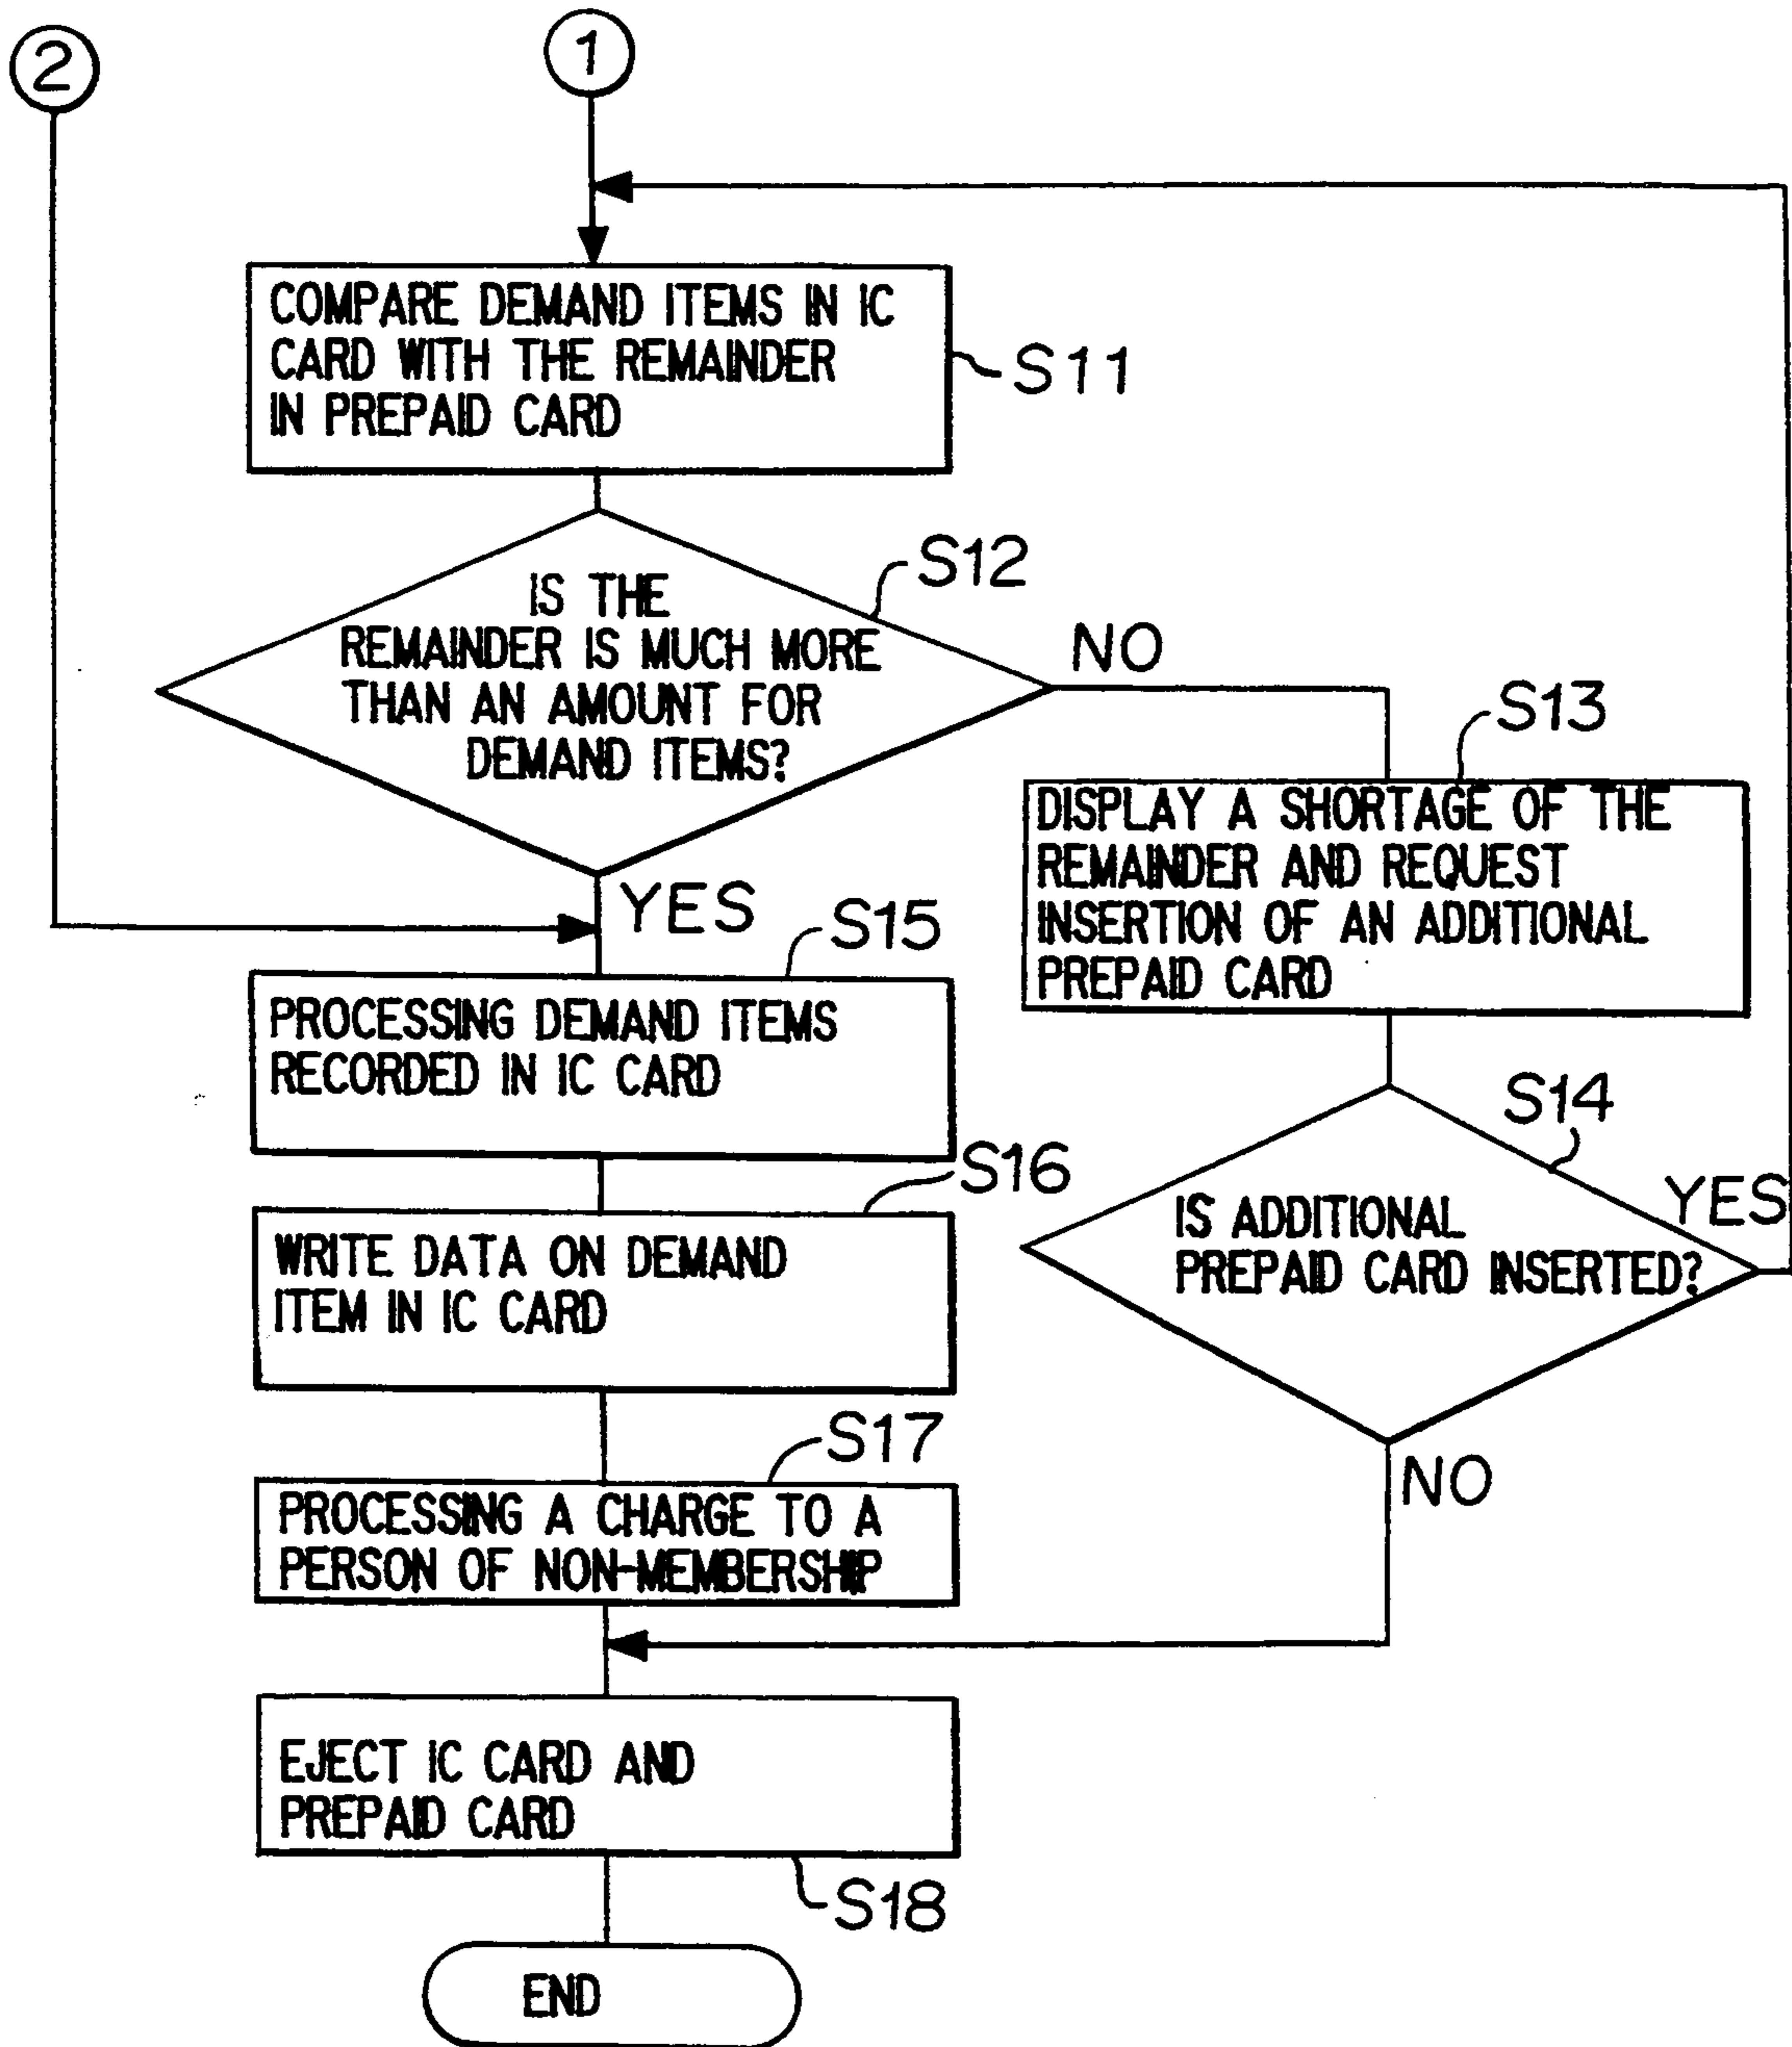 2
1
COMPARE DEMAND ITEMS IN IC
CARD WITH THE REMAINDER
IN PREPAID CARD
S11
IS THE
REMAINDER IS MUCH MORE
THAN AN AMOUNT FOR
DEMAND ITEMS?
S12
NO
S13
DISPLAY A SHORTAGE OF THE
REMAINDER AND REQUEST
INSERTION OF AN ADDITIONAL
PREPAID CARD
YES
S15
PROCESSING DEMAND ITEMS
RECORDED IN IC CARD
S14
IS ADDITIONAL
PREPAID CARD INSERTED?
YES
NO
S16
WRITE DATA ON DEMAND
ITEM IN IC CARD
S17
PROCESSING A CHARGE TO A
PERSON OF NON-MEMBERSHIP
EJECT IC CARD AND
PREPAID CARD
S18
END